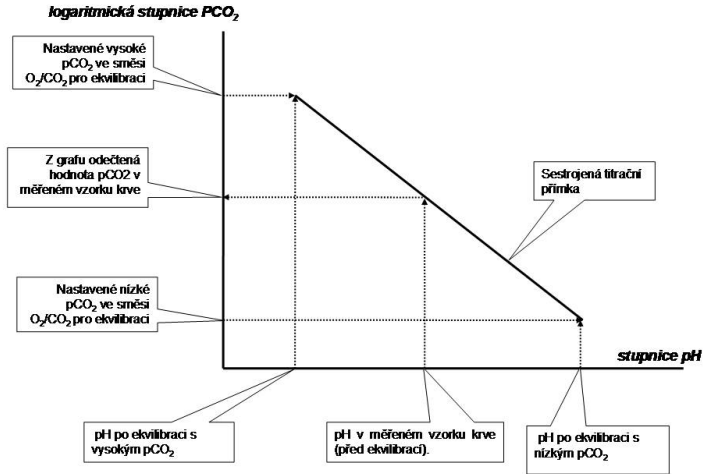 logaritmická stupnice PCO₂
Nastavené vysoké
pCO₂ ve směsi
O₂/CO₂ pro ekvilibraci
Z grafu odečtená
hodnota pCO2 v
měřeném vzorku krve
Sestrojená titrační
přímka
Nastavené nízké
pCO₂ ve směsi
O₂/CO₂ pro ekvilibraci
stupnice pH
pH po ekvilibraci s
vysokým pCO₂
pH v měřeném vzorku krve
(před ekvilibrací).
pH po ekvilibraci s
nízkým pCO₂